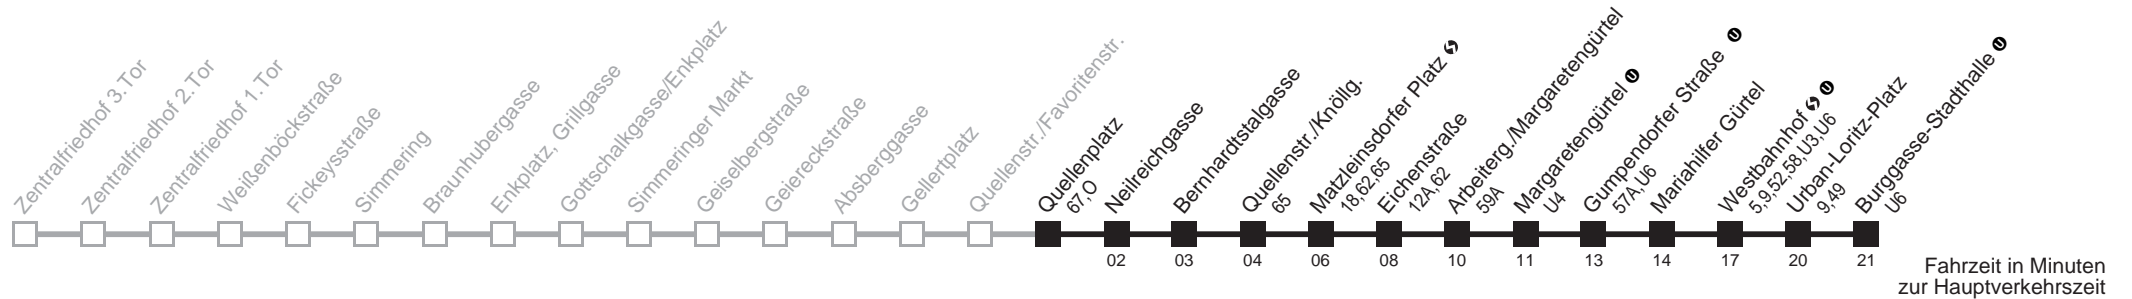 Zentralfriedhof 3.Tor
Zentralfriedhof 2.Tor
Zentralfriedhof 1.Tor
Weißenböckstraße
Fickeysstraße
Simmering
Braunhubergasse
Enkplatz, Grillgasse
Gottschalkgasse/Enkplatz
Simmeringer Markt
Geiselbergstraße
Geiereckstraße
Absberggasse
Gellertplatz
Quellenstr./Favoritenstr.
Quellenplatz
67,O
Neilreichgasse
Bernhardtstalgasse
Quellenstr./Knöllg.
65
Matzleinsdorfer Platz S
18,62,65
Eichenstraße
12A,62
Arbeiterg./Margaretengürtel
59A
Margaretengürtel U
U4
Gumpendorfer Straße U
57A,U6
Mariahilfer Gürtel
Westbahnhof S U
5,9,52,58,U3,U6
Urban-Loritz-Platz
9,49
Burggasse-Stadthalle U
U6
02 03 04 06 08 10 11 13 14 17 20 21
Fahrzeit in Minuten
zur Hauptverkehrszeit